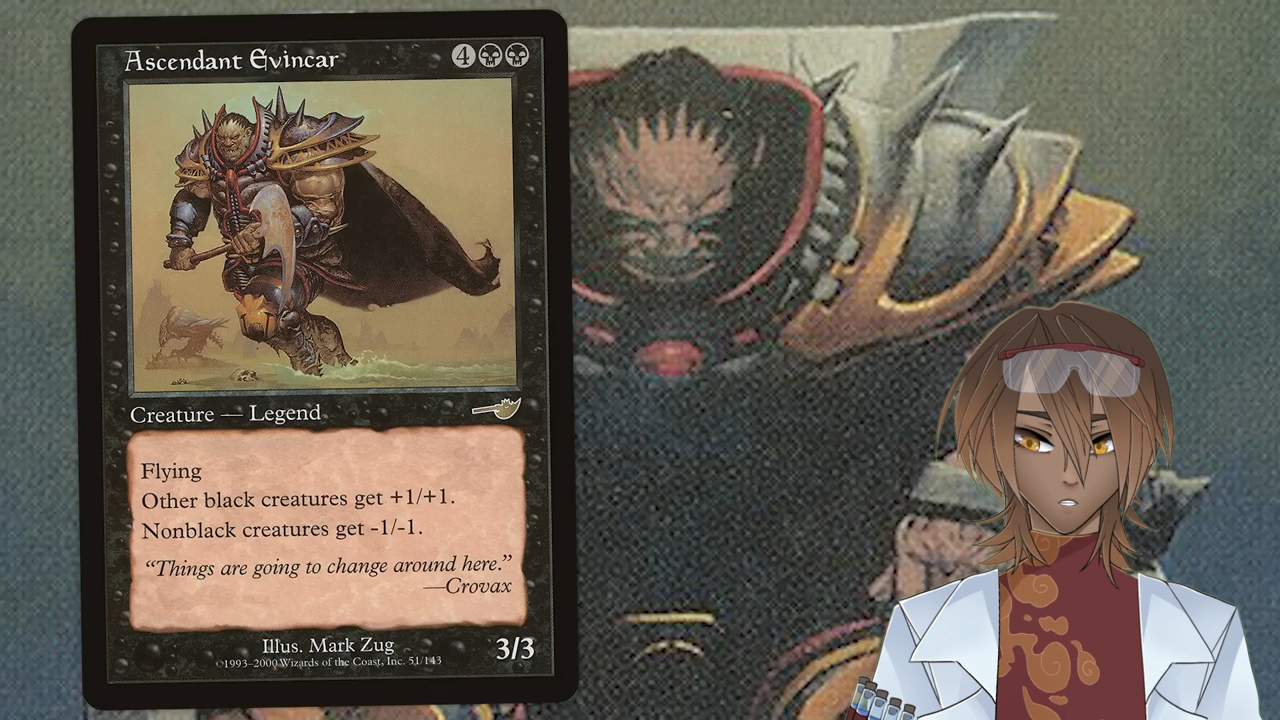 Ascendant Evincar 4
Creature — Legend
Flying
Other black creatures get +1/+1.
Nonblack creatures get -1/-1.
“Things are going to change around here.”
—Crovax
Illus. Mark Zug
©1993–2000 Wizards of the Coast, Inc. 51/143
3/3